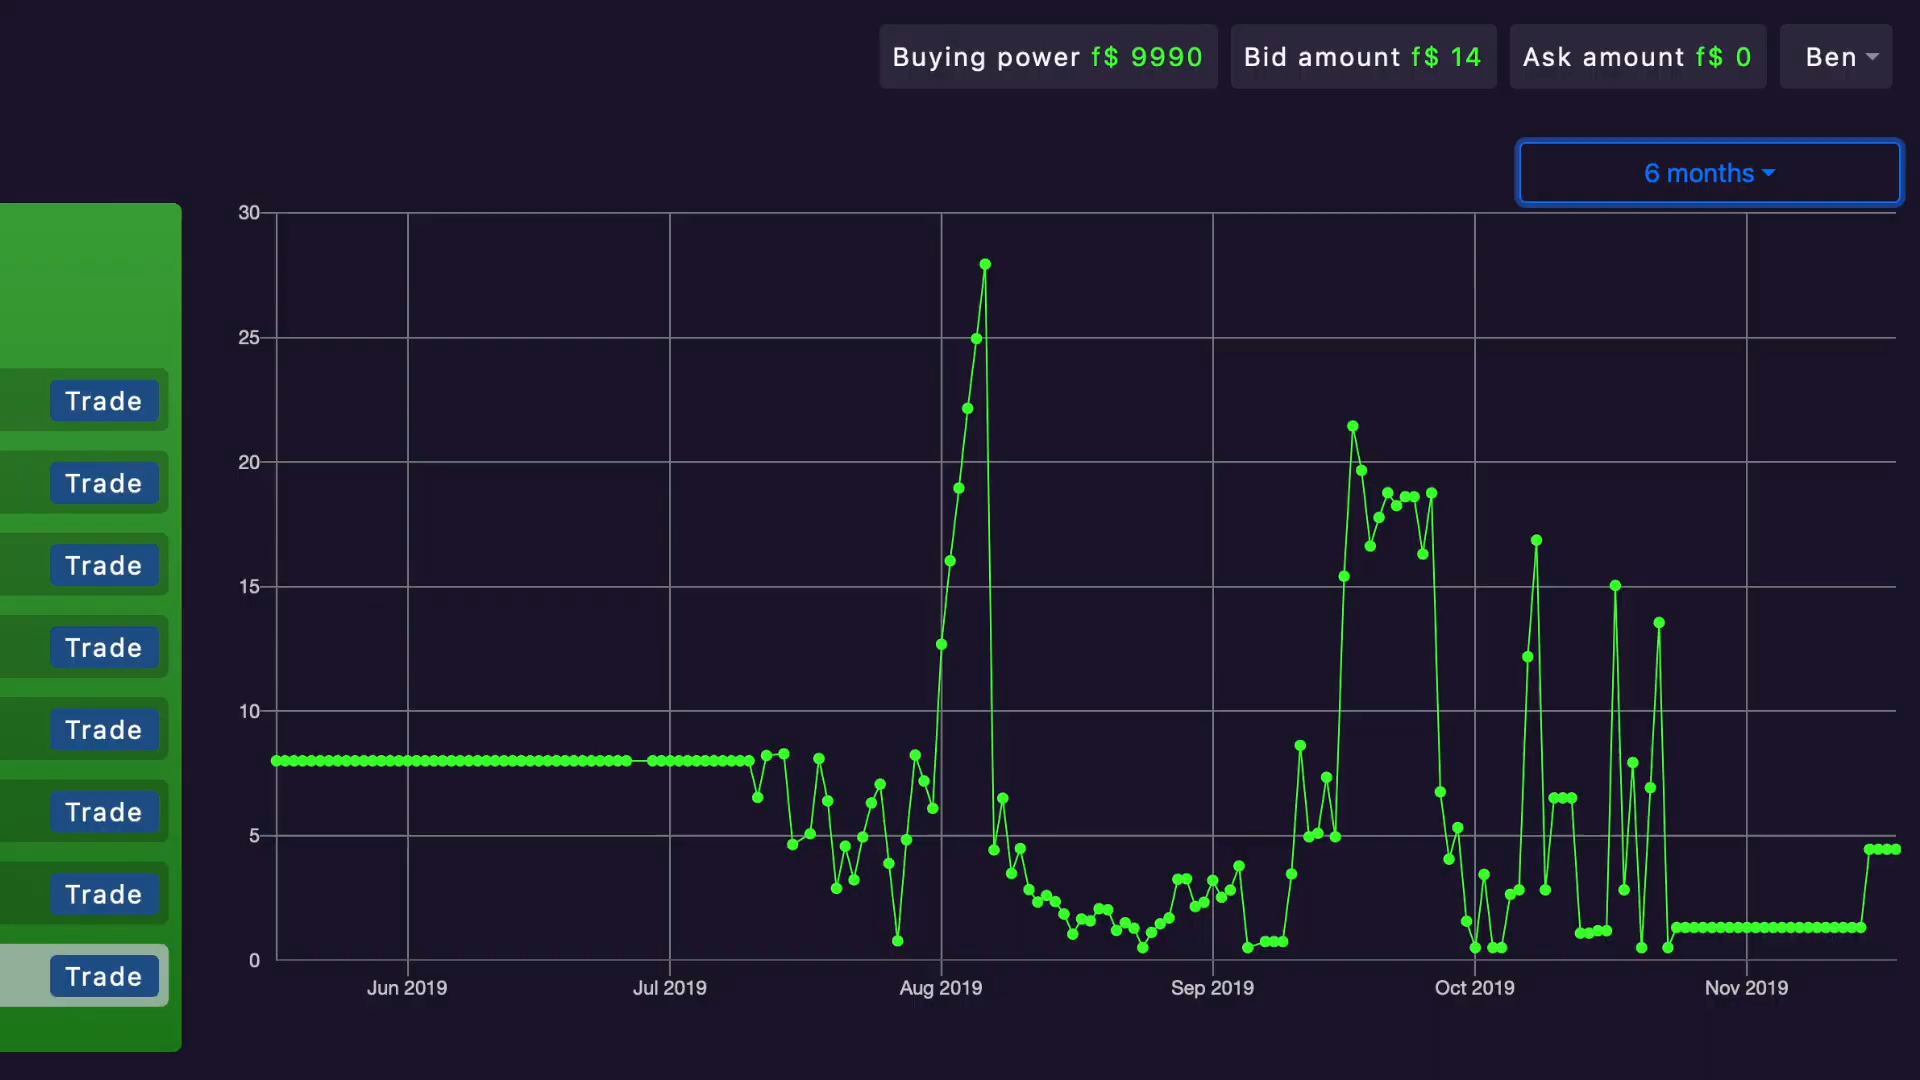 Buying power f$ 9990
Bid amount f$ 14
Ask amount f$ 0
Ben
6 months
30
25
20
15
10
5
0
Jun 2019
Jul 2019
Aug 2019
Sep 2019
Oct 2019
Nov 2019
Trade
Trade
Trade
Trade
Trade
Trade
Trade
Trade